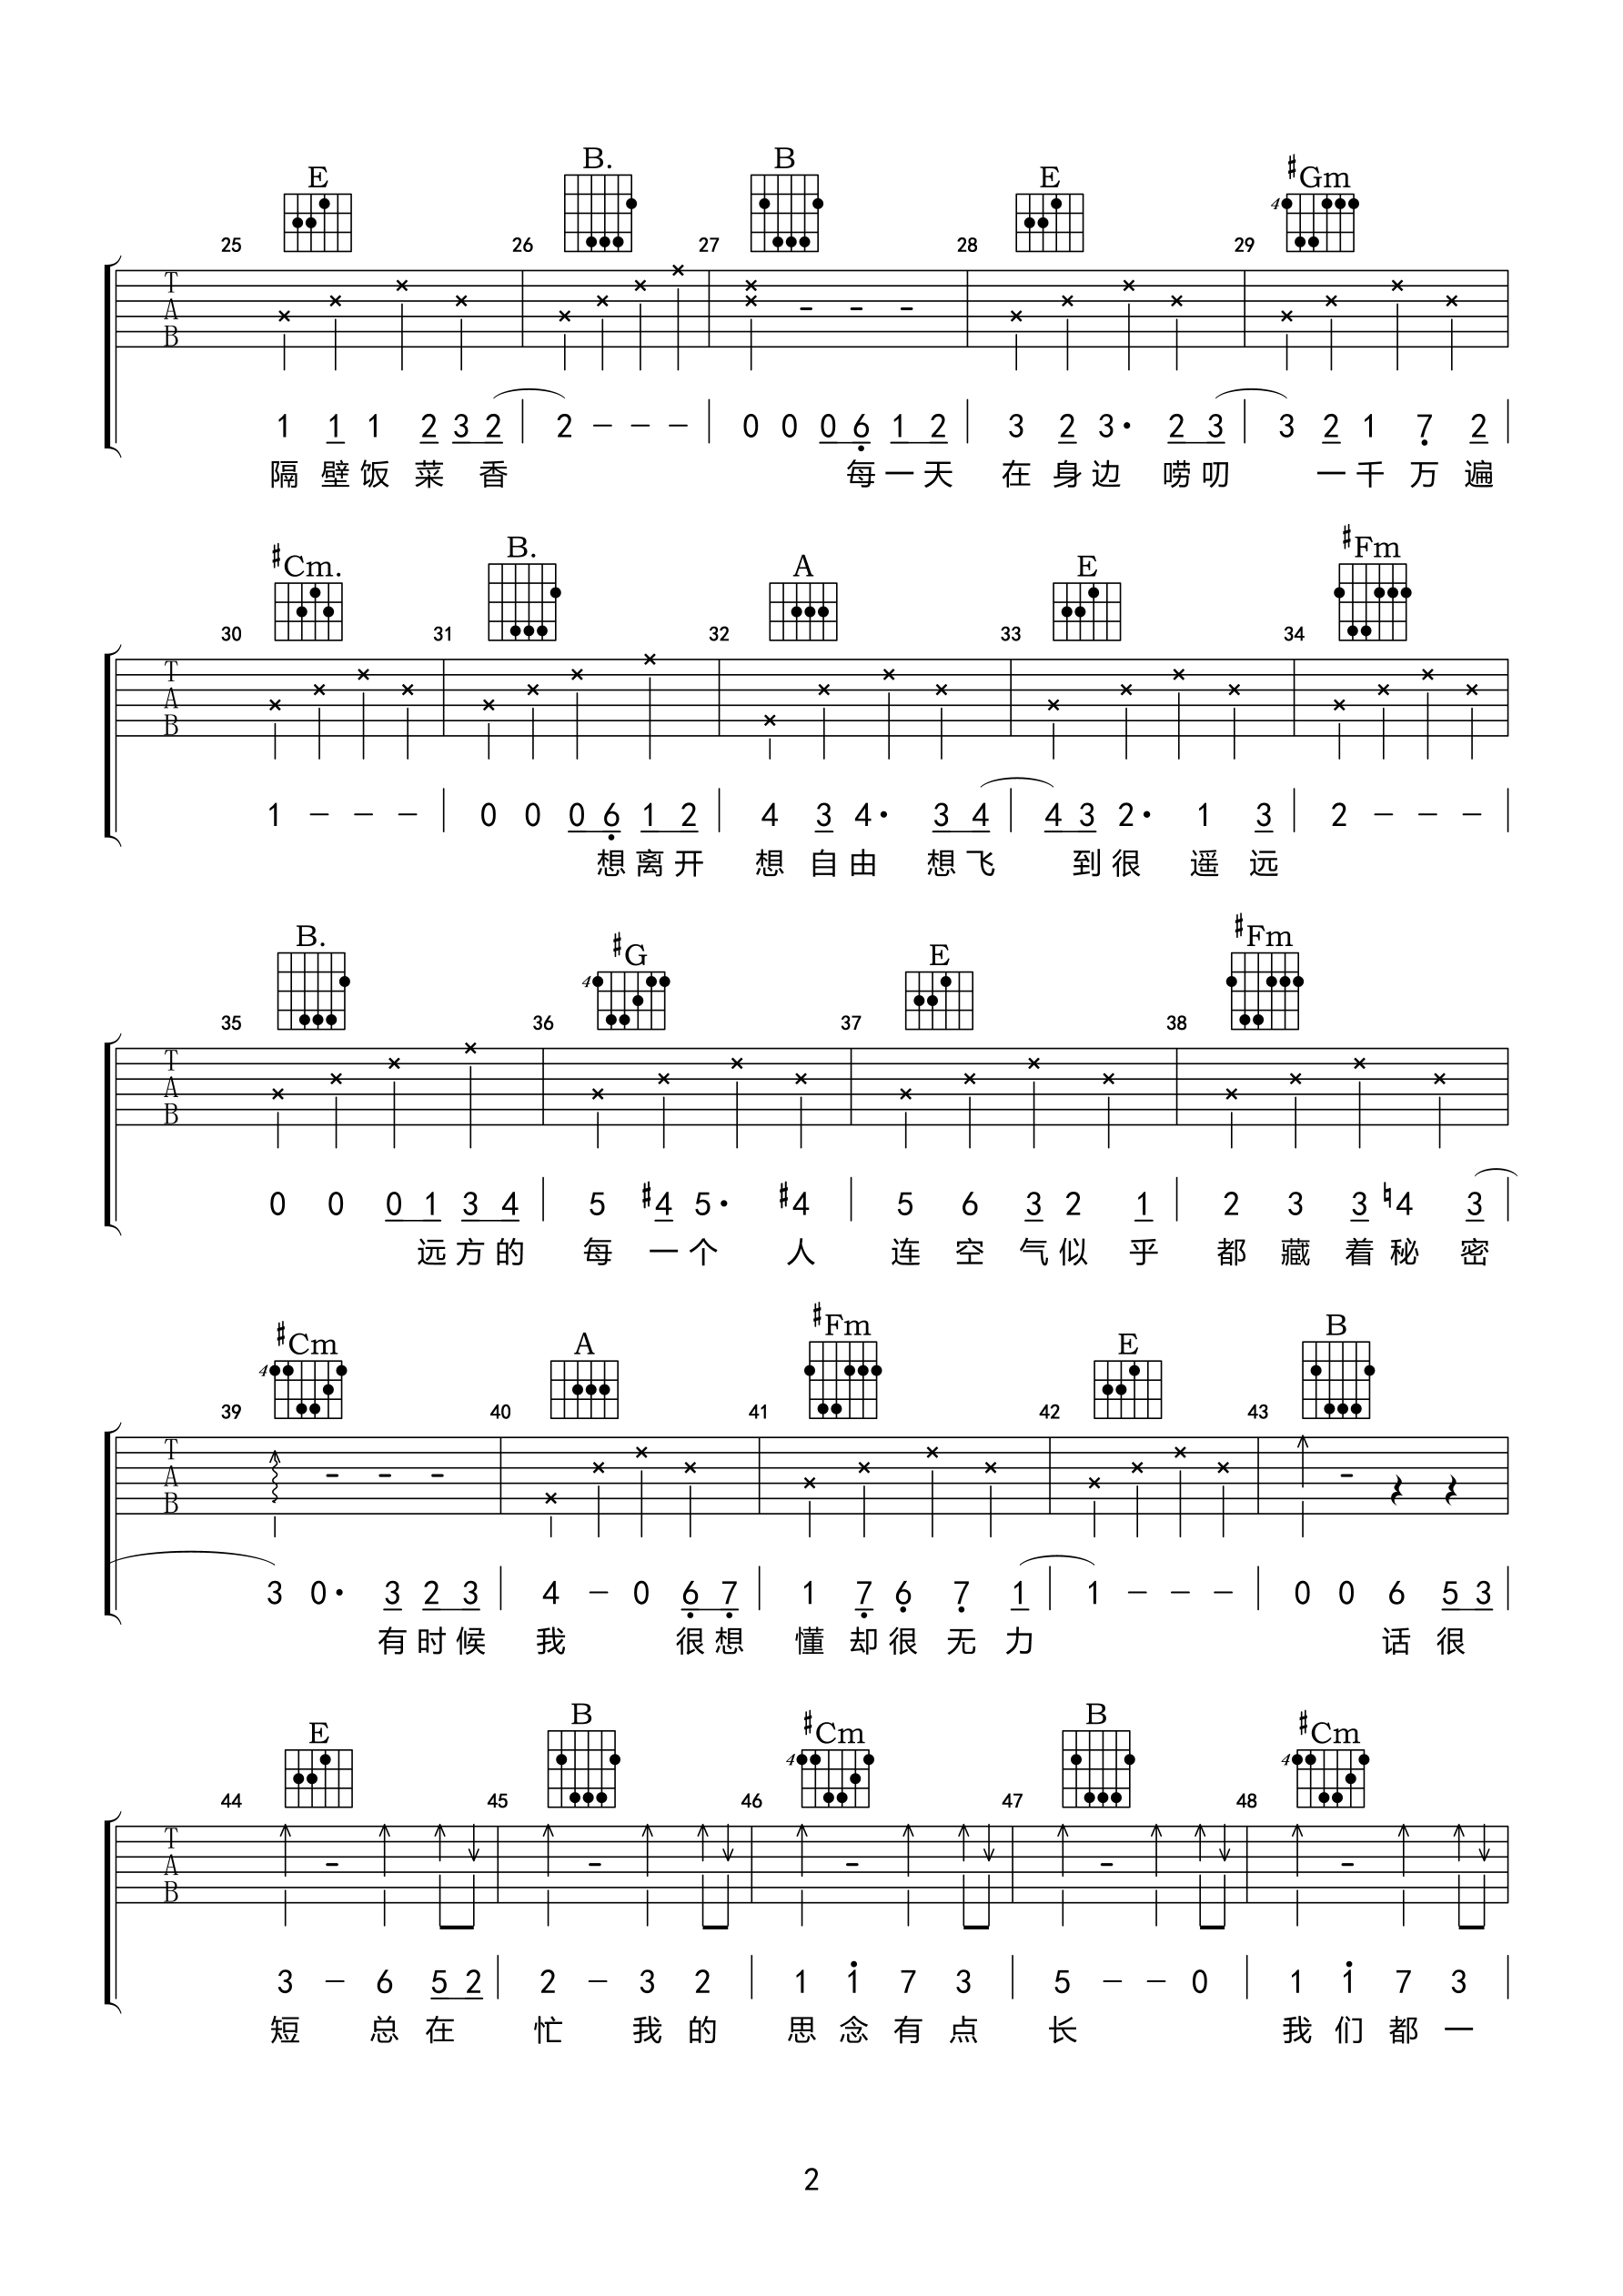 E B. B E #Gm
4
25 26 27 28 29
T
A
B
1 1 1 2 3 2 | 2 – – – | 0 0 0 6 1 2 | 3 2 3· 2 3 | 3 2 1 7 2 |
隔 壁 饭 菜 香 每 一 天 在 身 边 唠 叨 一 千 万 遍
#Cm. B. A E #Fm
30 31 32 33 34
T
A
B
1 – – – | 0 0 0 6 1 2 | 4 3 4· 3 4 | 4 3 2· 1 3 | 2 – – – |
想 离 开 想 自 由 想 飞 到 很 遥 远
B. #G E #Fm
4
35 36 37 38
T
A
B
0 0 0 1 3 4 | 5 #4 5· #4 | 5 6 3 2 1 | 2 3 3 ♮4 3 |
远 方 的 每 一 个 人 连 空 气 似 乎 都 藏 着 秘 密
#Cm A #Fm E B
4
39 40 41 42 43
T
A
B
3 0· 3 2 3 | 4 – 0 6 7 | 1 7 6 7 1 | 1 – – – | 0 0 6 5 3 |
有 时 候 我 很 想 懂 却 很 无 力 话 很
E B #Cm B #Cm
4 4
44 45 46 47 48
T
A
B
3 – 6 5 2 | 2 – 3 2 | 1 1 7 3 | 5 – – 0 | 1 1 7 3 |
短 总 在 忙 我 的 思 念 有 点 长 我 们 都 一
2